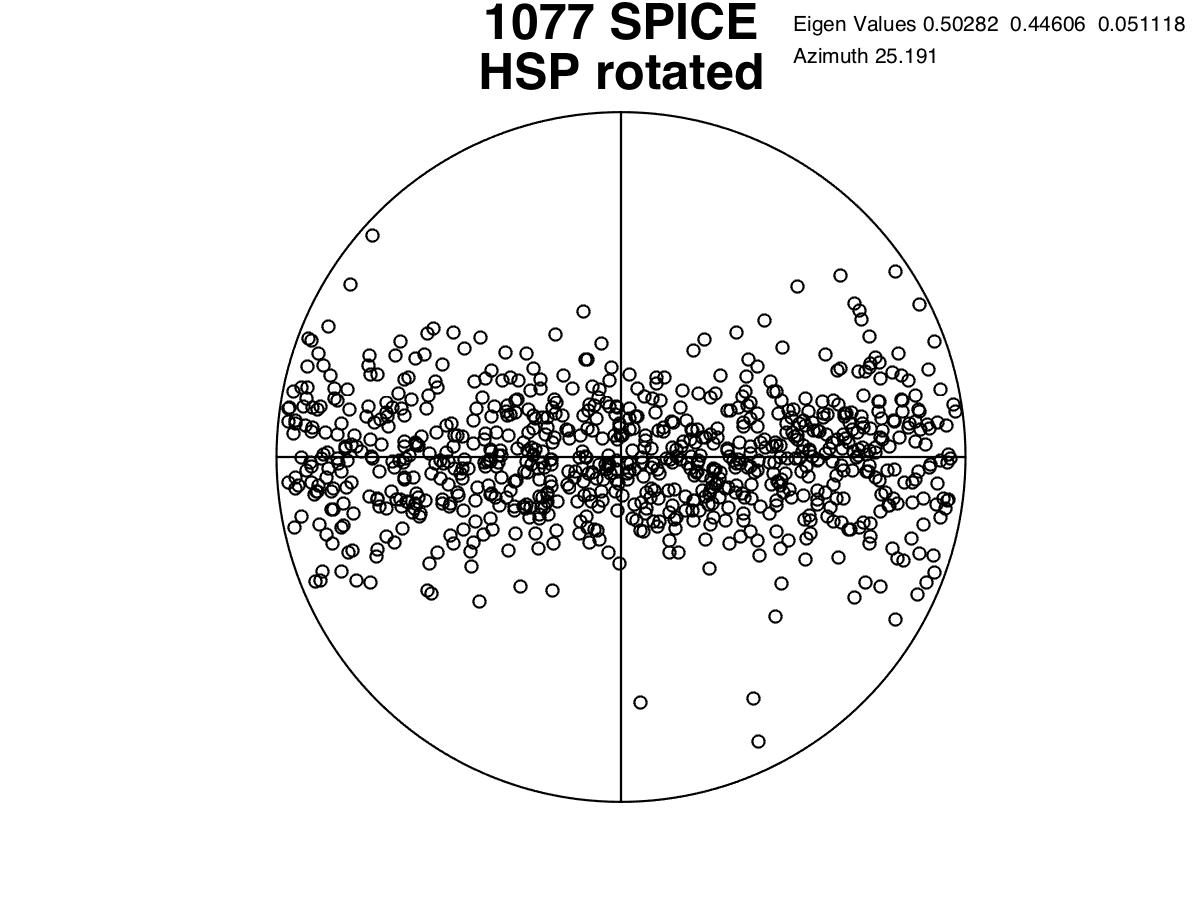 1077 SPICE
HSP rotated
Eigen Values 0.50282 0.44606 0.051118
Azimuth 25.191